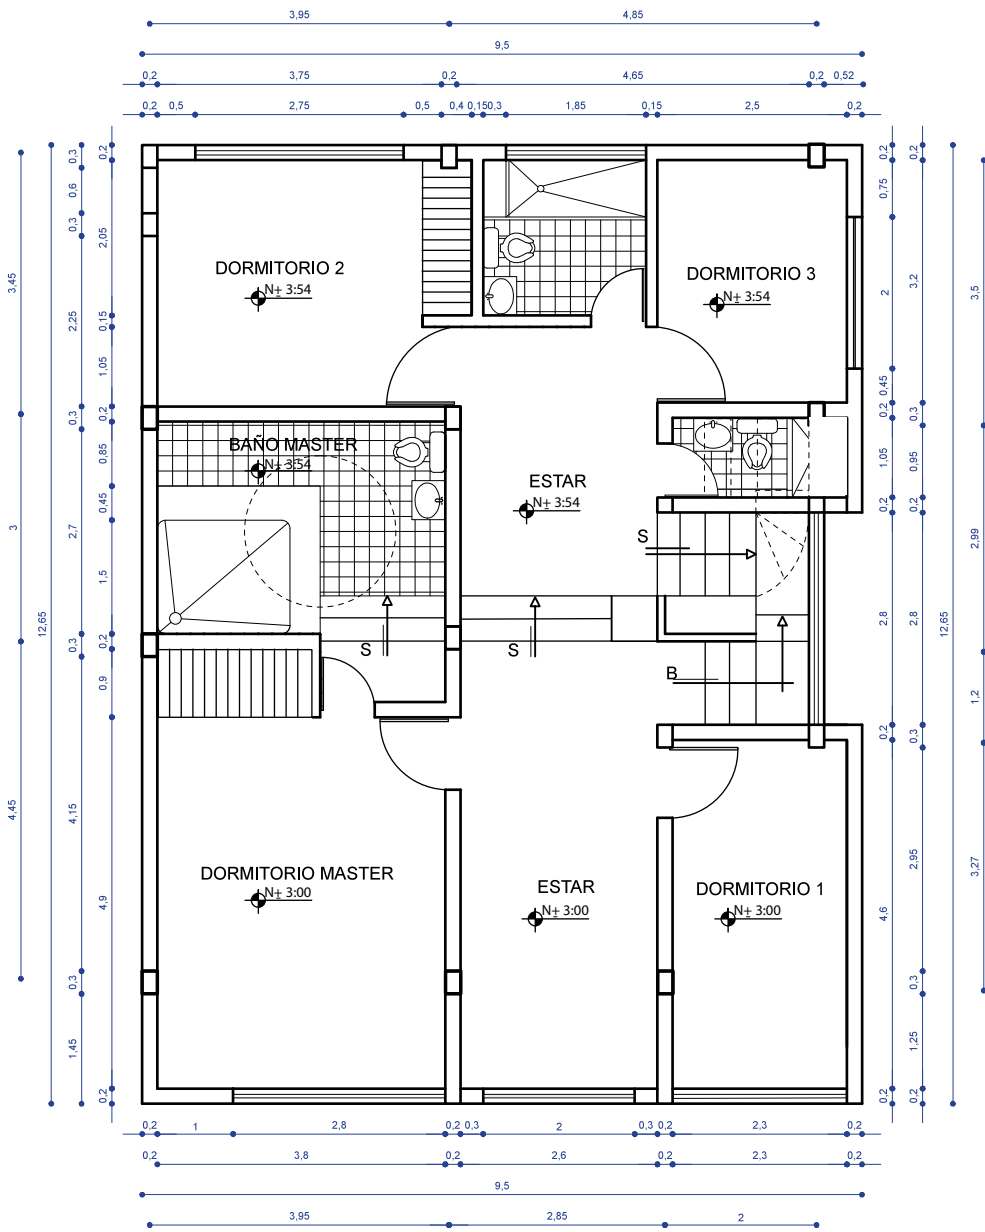 3,95 4,85
9,5
0,2 3,75 0,2 4,65 0,2 0,52
0,2 0,5 2,75 0,5 0,4 0,15 0,3 1,85 0,15 2,5 0,2
3,45
3
4,45
12,65
0,3
0,6
0,3
2,25
0,3
2,7
0,3
4,15
0,3
1,45
0,2
2,05
0,15
1,05
0,2
0,85
0,45
1,5
0,2
0,9
4,9
0,2
DORMITORIO 2
N± 3:54
DORMITORIO 3
N± 3:54
BAÑO MASTER
N± 3:54
ESTAR
N± 3:54
S
S
S
B
DORMITORIO MASTER
N± 3:00
ESTAR
N± 3:00
DORMITORIO 1
N± 3:00
0,2
0,75
2
0,45
0,2
1,05
0,2
2,8
0,2
4,6
0,2
0,2
3,2
0,3
0,95
0,2
2,8
0,3
2,95
0,3
1,25
0,2
12,65
3,5
2,99
1,2
3,27
0,2 1 2,8 0,2 0,3 2 0,3 0,2 2,3 0,2
0,2 3,8 0,2 2,6 0,2 2,3 0,2
9,5
3,95 2,85 2